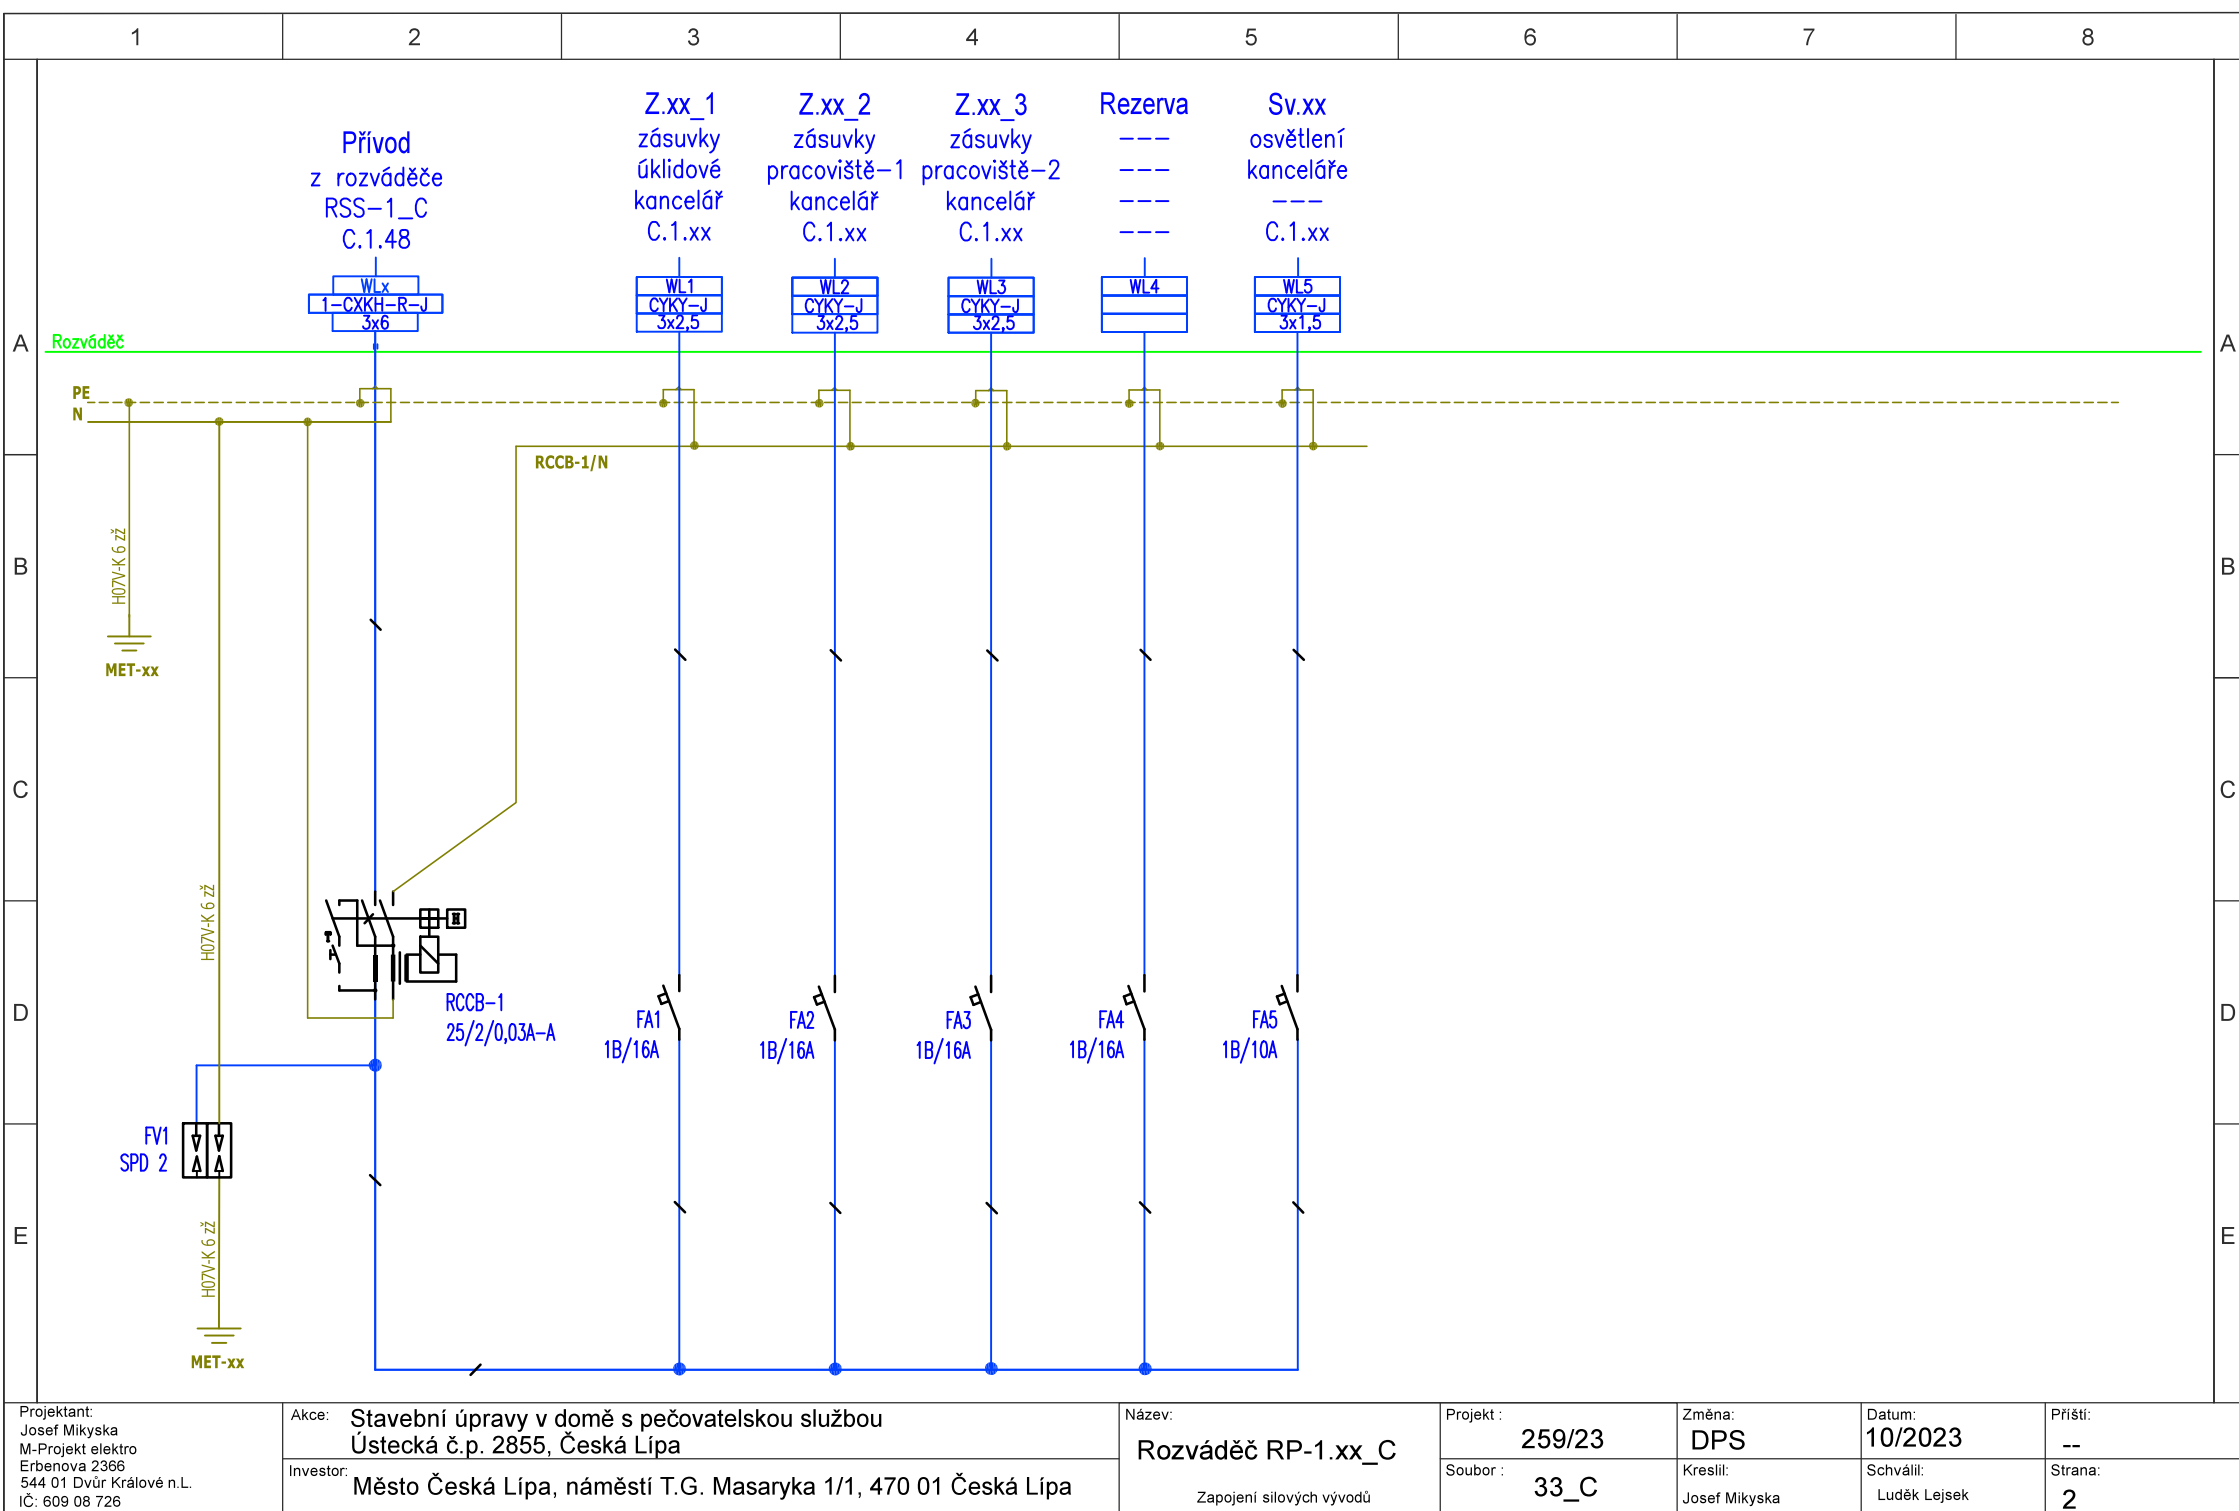 1 2 3 4 5 6 7 8
Přívod
z rozváděče
RSS-1_C
C.1.48
Z.xx_1
zásuvky
úklidové
kancelář
C.1.xx
Z.xx_2
zásuvky
pracoviště-1
kancelář
C.1.xx
Z.xx_3
zásuvky
pracoviště-2
kancelář
C.1.xx
Rezerva
---
---
---
---
Sv.xx
osvětlení
kanceláře
---
C.1.xx
WLx
1-CXKH-R-J
3x6
WL1
CYKY-J
3x2,5
WL2
CYKY-J
3x2,5
WL3
CYKY-J
3x2,5
WL4
WL5
CYKY-J
3x1,5
A
Rozváděč
A
PE
N
RCCB-1/N
B
H07V-K 6 zž
B
MET-xx
C
C
H07V-K 6 zž
D
RCCB-1
25/2/0,03A-A
FA1
1B/16A
FA2
1B/16A
FA3
1B/16A
FA4
1B/16A
FA5
1B/10A
D
FV1
SPD 2
E
H07V-K 6 zž
E
MET-xx
Projektant:
Josef Mikyska
M-Projekt elektro
Erbenova 2366
544 01 Dvůr Králové n.L.
IČ: 609 08 726
Akce: Stavební úpravy v domě s pečovatelskou službou
Ústecká č.p. 2855, Česká Lípa
Investor: Město Česká Lípa, náměstí T.G. Masaryka 1/1, 470 01 Česká Lípa
Název:
Rozváděč RP-1.xx_C
Zapojení silových vývodů
Projekt :
259/23
Soubor :
33_C
Změna:
DPS
Kreslil:
Josef Mikyska
Datum:
10/2023
Schválil:
Luděk Lejsek
Příští:
--
Strana:
2